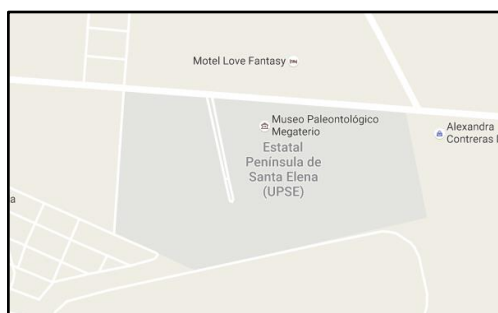 Motel Love Fantasy
Museo Paleontológico
Megaterio
Alexandra
Contreras
Estatal
Península de
Santa Elena
(UPSE)
a